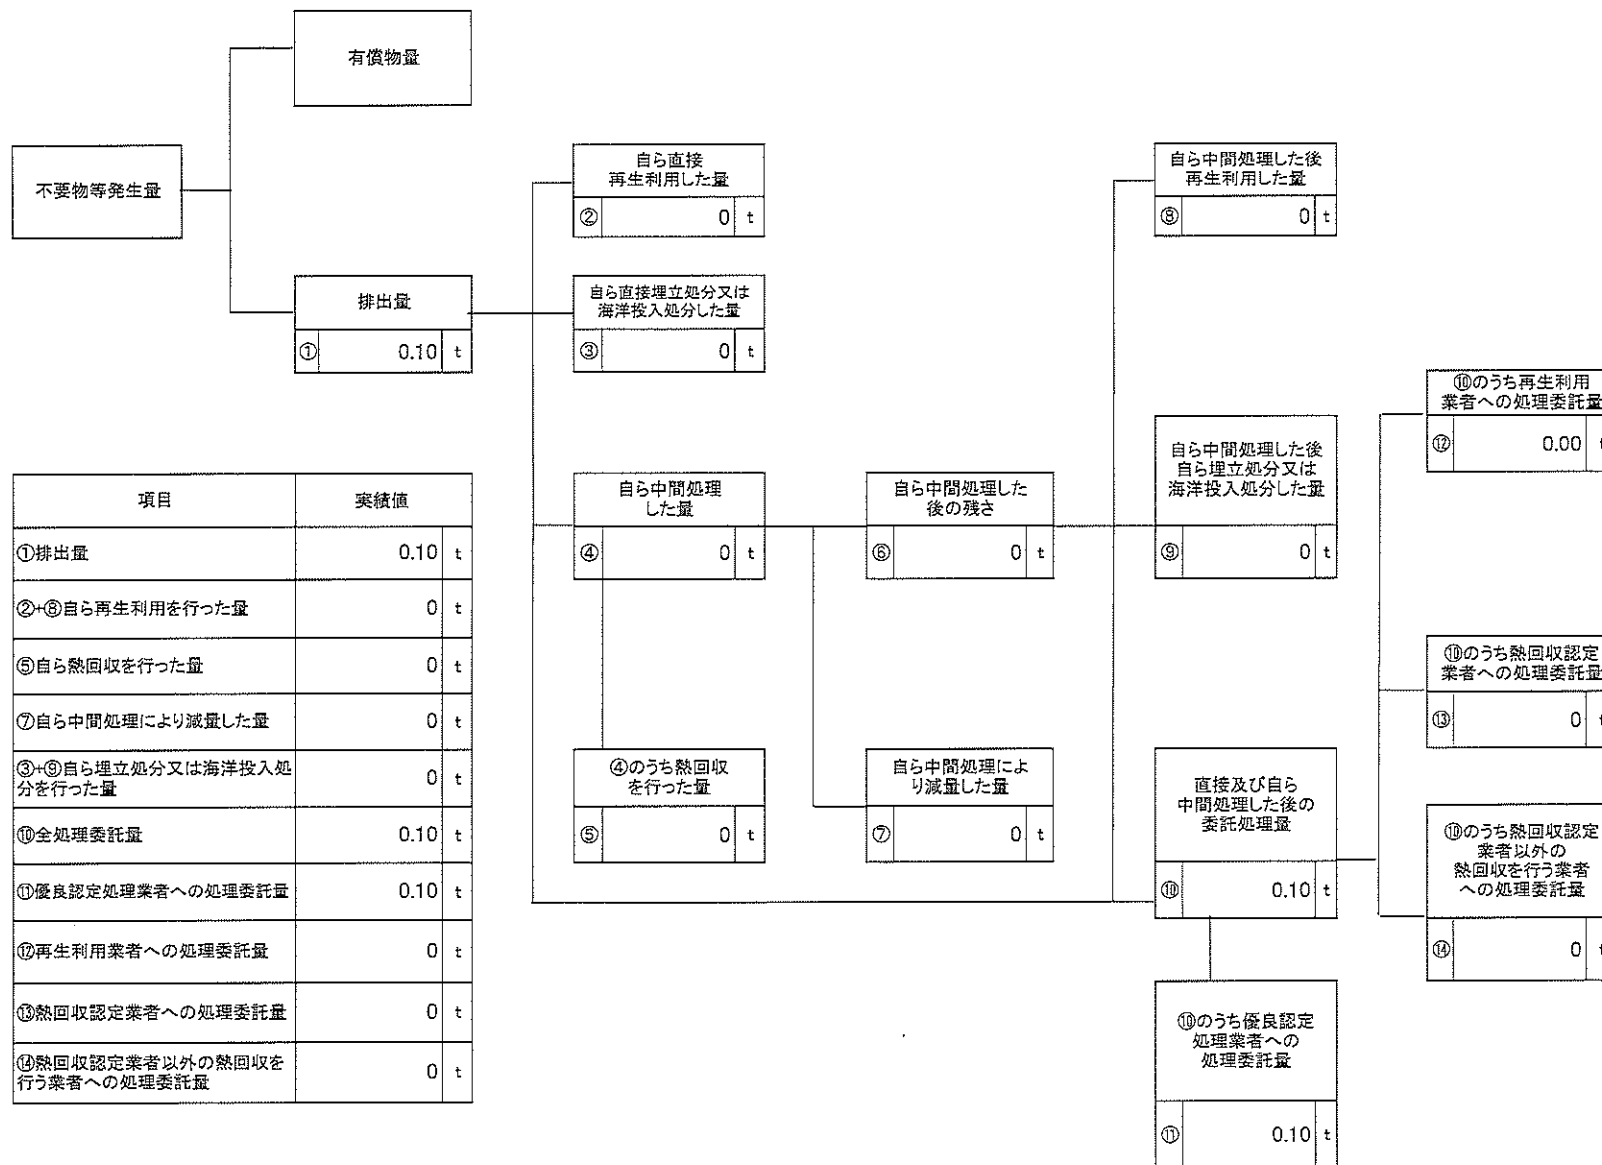 有償物量
不要物等発生量
排出量
① 0.10 t
自ら直接
再生利用した量
② 0 t
自ら直接埋立処分又は
海洋投入処分した量
③ 0 t
自ら中間処理
した量
④ 0 t
④のうち熱回収
を行った量
⑤ 0 t
自ら中間処理した
後の残さ
⑥ 0 t
自ら中間処理によ
り減量した量
⑦ 0 t
自ら中間処理した後
再生利用した量
⑧ 0 t
自ら中間処理した後
自ら埋立処分又は
海洋投入処分した量
⑨ 0 t
直接及び自ら
中間処理した後の
委託処理量
⑩ 0.10 t
⑩のうち優良認定
処理業者への
処理委託量
⑪ 0.10 t
⑩のうち再生利用
業者への処理委託量
⑫ 0.00 t
⑩のうち熱回収認定
業者への処理委託量
⑬ 0 t
⑩のうち熱回収認定
業者以外の
熱回収を行う業者
への処理委託量
⑭ 0 t
項目 実績値
①排出量 0.10 t
②+⑧自ら再生利用を行った量 0 t
⑤自ら熱回収を行った量 0 t
⑦自ら中間処理により減量した量 0 t
③+⑨自ら埋立処分又は海洋投入処
分を行った量 0 t
⑩全処理委託量 0.10 t
⑪優良認定処理業者への処理委託量 0.10 t
⑫再生利用業者への処理委託量 0 t
⑬熱回収認定業者への処理委託量 0 t
⑭熱回収認定業者以外の熱回収を
行う業者への処理委託量 0 t